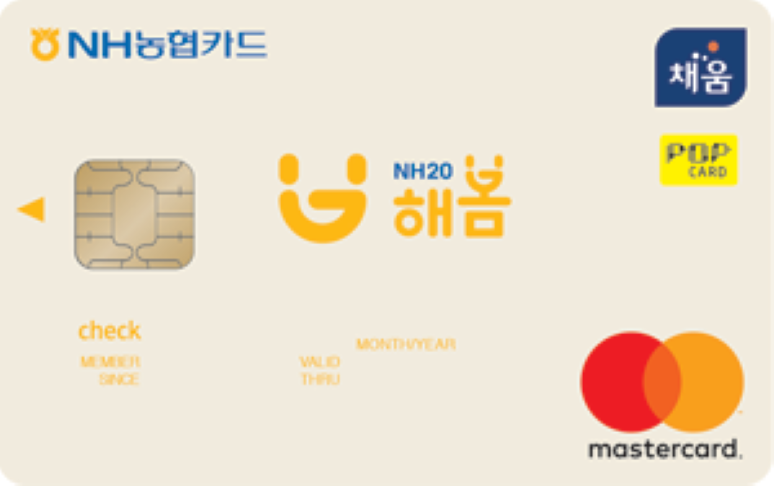 NH농협카드
채움
POP
CARD
NH20
해봄
check
MEMBER
SINCE
MONTH/YEAR
VALID
THRU
mastercard.